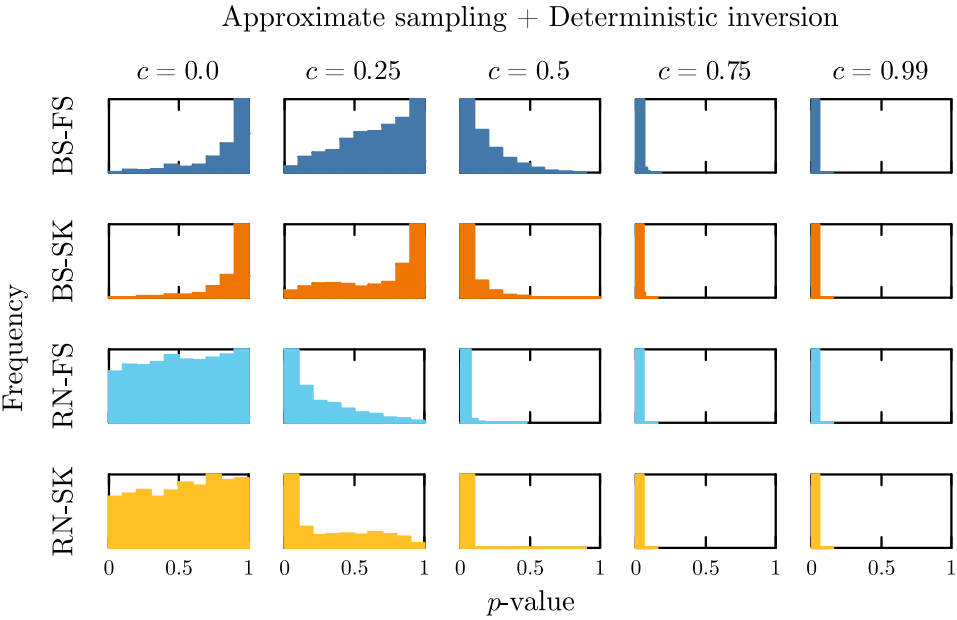 Approximate sampling + Deterministic inversion
c = 0.0 c = 0.25 c = 0.5 c = 0.75 c = 0.99
BS-FS
BS-SK
RN-FS
RN-SK
Frequency
0 0.5 1 0 0.5 1 0 0.5 1 0 0.5 1 0 0.5 1
p-value